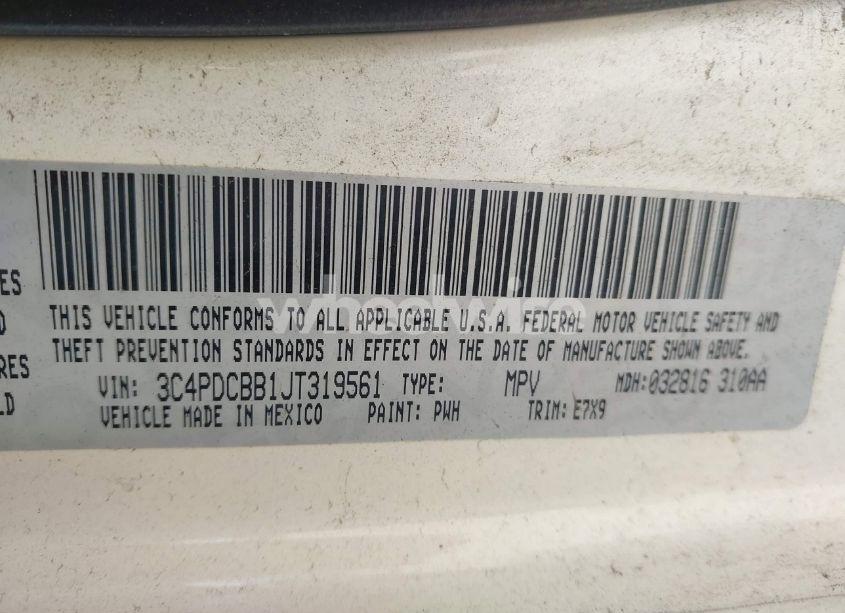 ES
D
RES
LD
THIS VEHICLE CONFORMS TO ALL APPLICABLE U.S.A. FEDERAL MOTOR VEHICLE SAFETY AND
THEFT PREVENTION STANDARDS IN EFFECT ON THE DATE OF MANUFACTURE SHOWN ABOVE.
VIN: 3C4PDCBB1JT319561 TYPE: MPV MDH:032816 310AA
VEHICLE MADE IN MEXICO PAINT: PWH TRIM: E7X9